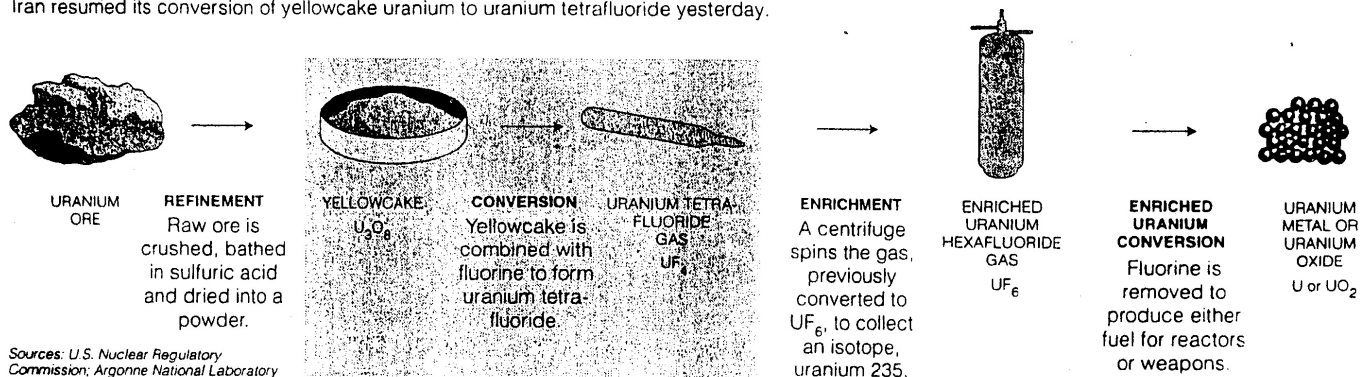 Iran resumed its conversion of yellowcake uranium to uranium tetrafluoride yesterday.
URANIUM
ORE
REFINEMENT
Raw ore is
crushed, bathed
in sulfuric acid
and dried into a
powder.
YELLOWCAKE
U₃O₈
CONVERSION
Yellowcake is
combined with
fluorine to form
uranium tetra-
fluoride.
URANIUM TETRA-
FLUORIDE
GAS
UF₄
ENRICHMENT
A centrifuge
spins the gas,
previously
converted to
UF₆, to collect
an isotope,
uranium 235.
ENRICHED
URANIUM
HEXAFLUORIDE
GAS
UF₆
ENRICHED
URANIUM
CONVERSION
Fluorine is
removed to
produce either
fuel for reactors
or weapons.
URANIUM
METAL OR
URANIUM
OXIDE
U or UO₂
Sources: U.S. Nuclear Regulatory
Commission; Argonne National Laboratory